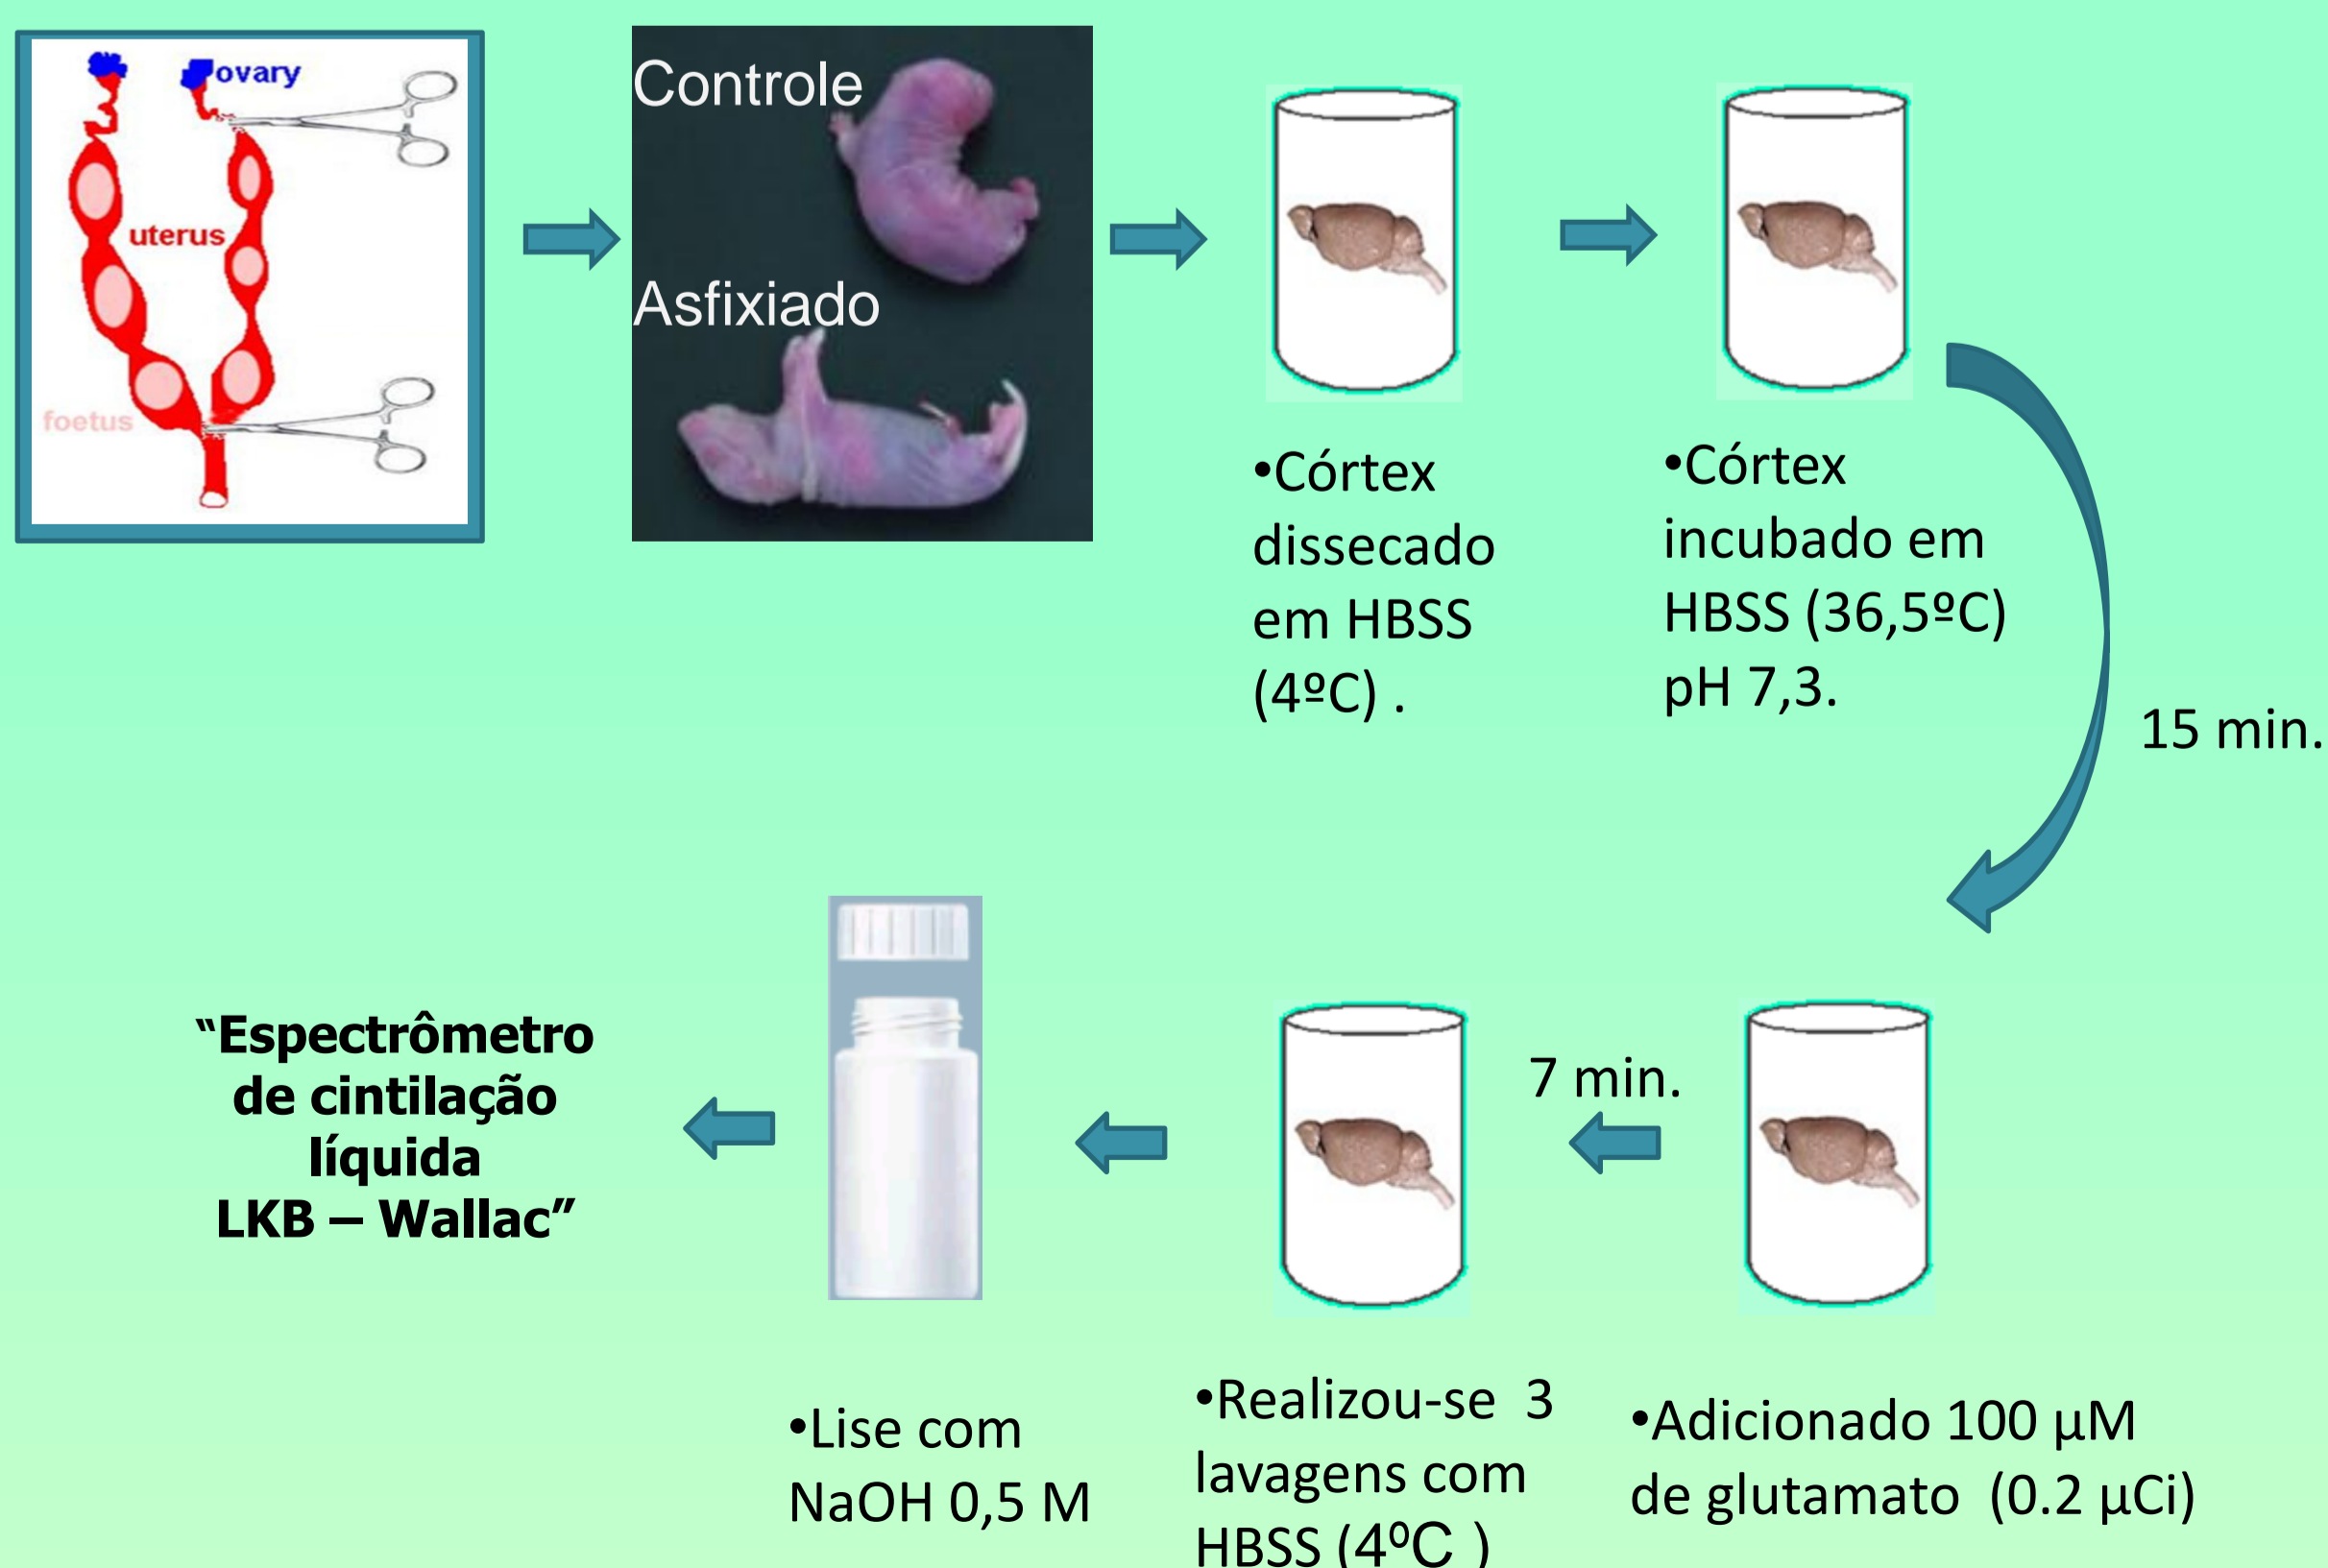 ovary
uterus
foetus
Controle
Asfixiado
•Córtex
dissecado
em HBSS
(4ºC) .
•Córtex
incubado em
HBSS (36,5ºC)
pH 7,3.
15 min.
•Adicionado 100 µM
de glutamato (0.2 µCi)
7 min.
•Realizou-se 3
lavagens com
HBSS (4ºC )
•Lise com
NaOH 0,5 M
“Espectrômetro
de cintilação
líquida
LKB – Wallac”